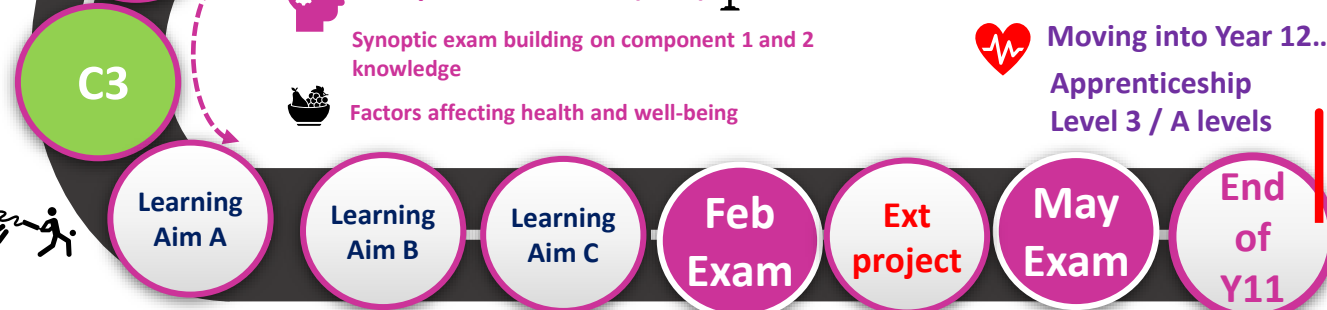 Synoptic exam building on component 1 and 2
knowledge
Factors affecting health and well-being
Moving into Year 12..
Apprenticeship
Level 3 / A levels
C3
Learning
Aim A
Learning
Aim B
Learning
Aim C
Feb
Exam
Ext
project
May
Exam
End
of
Y11